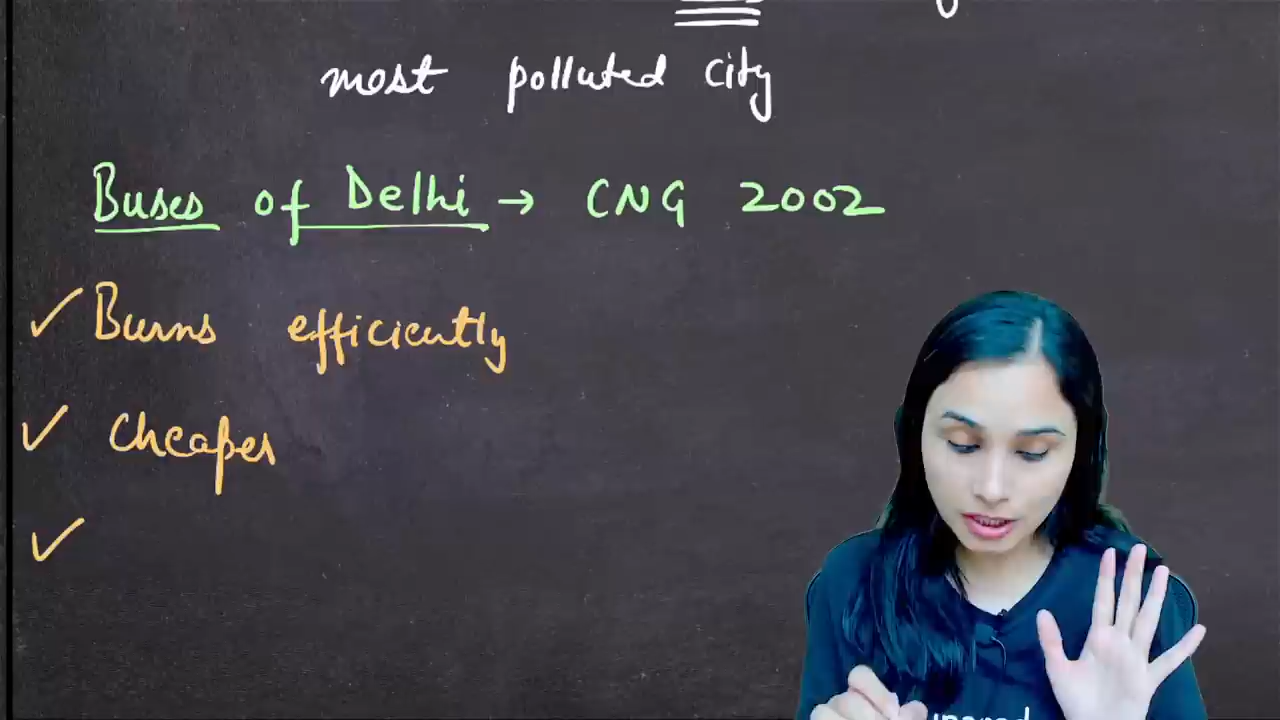 most polluted city
Buses of Delhi → CNG 2002
✓ Burns efficiently
✓ Cheaper
✓